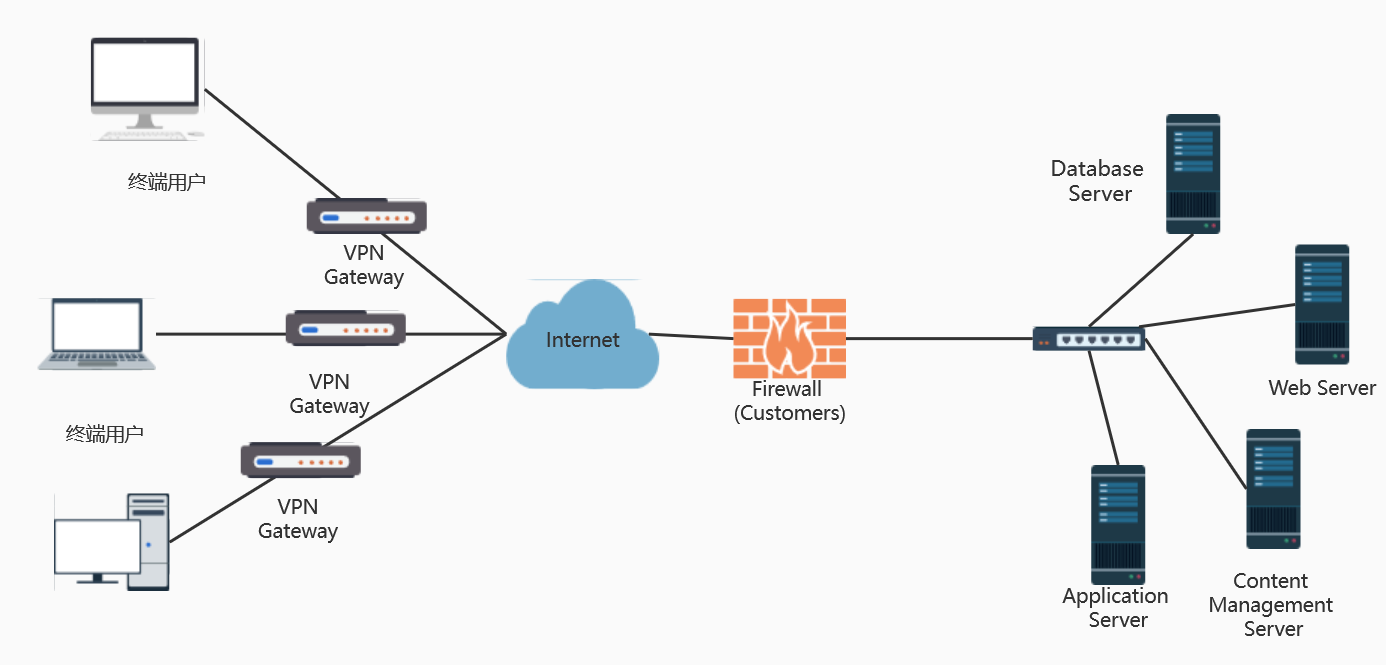 终端用户
VPN
Gateway
VPN
Gateway
终端用户
VPN
Gateway
Internet
Firewall
(Customers)
Database
Server
Web Server
Application
Server
Content
Management
Server